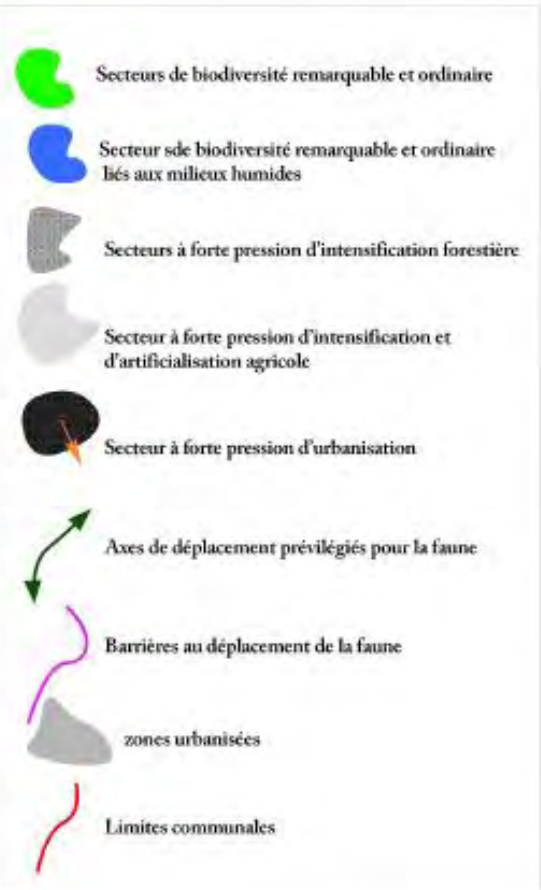 Secteurs de biodiversité remarquable et ordinaire
Secteur sde biodiversité remarquable et ordinaire
liés aux milieux humides
Secteurs à forte pression d'intensification forestière
Secteur à forte pression d'intensification et
d'artificialisation agricole
Secteur à forte pression d'urbanisation
Axes de déplacement prévilégiés pour la faune
Barrières au déplacement de la faune
zones urbanisées
Limites communales